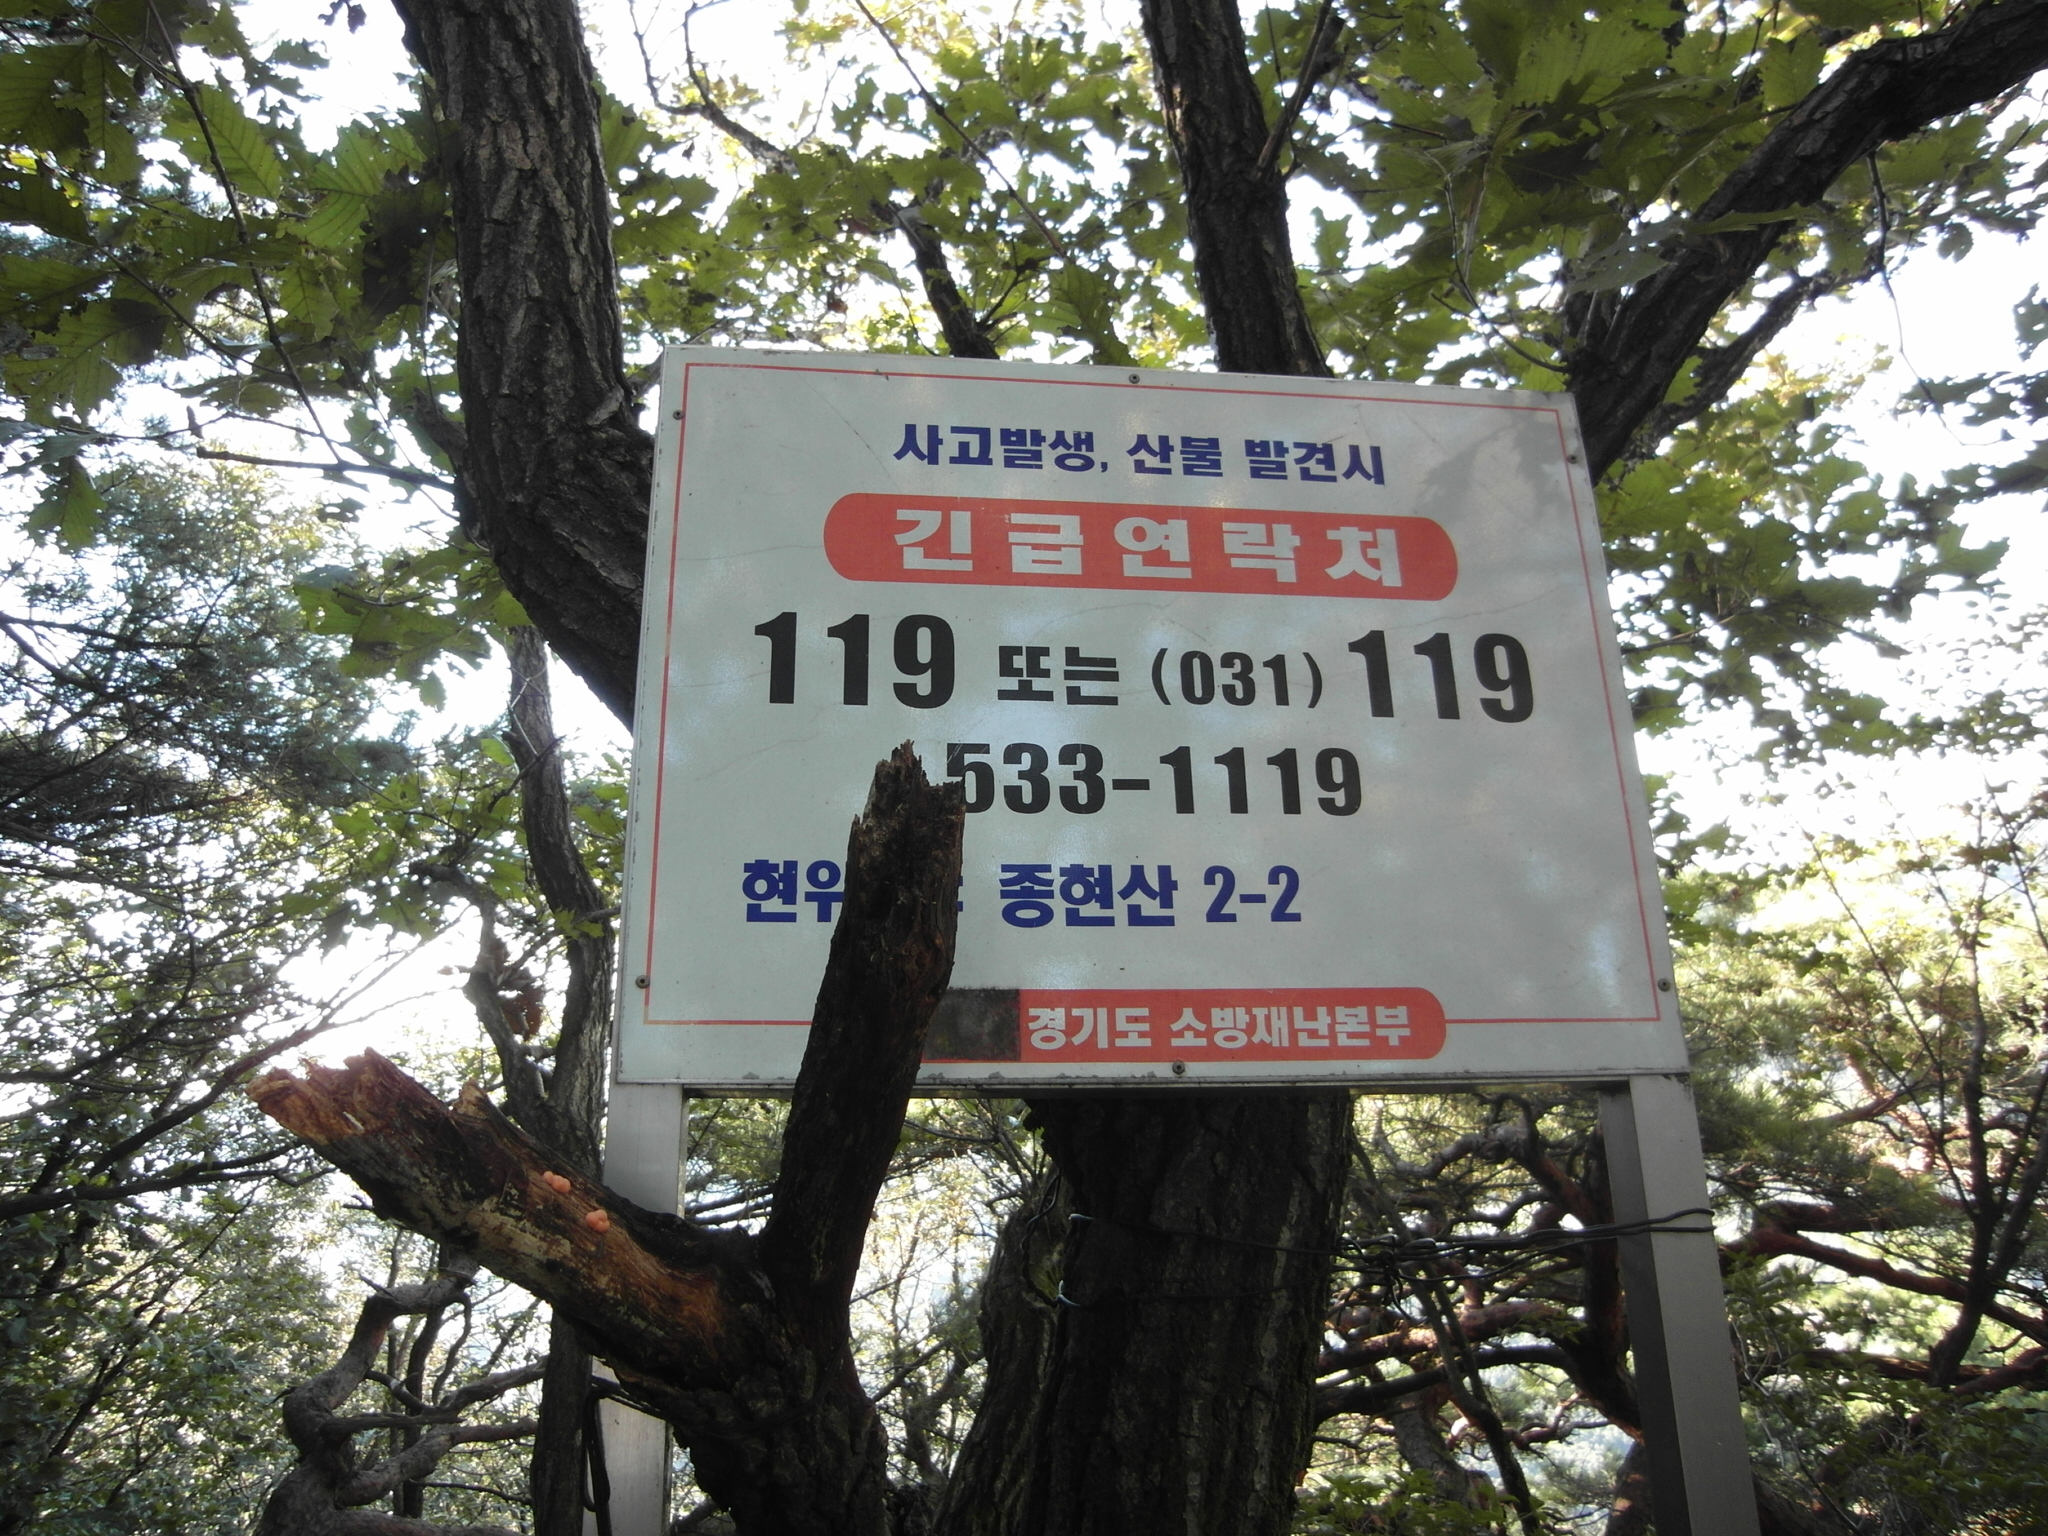 사고발생, 산불 발견시
긴급연락처
119 또는 (031) 119
533-1119
종현산 2-2
경기도 소방재난본부